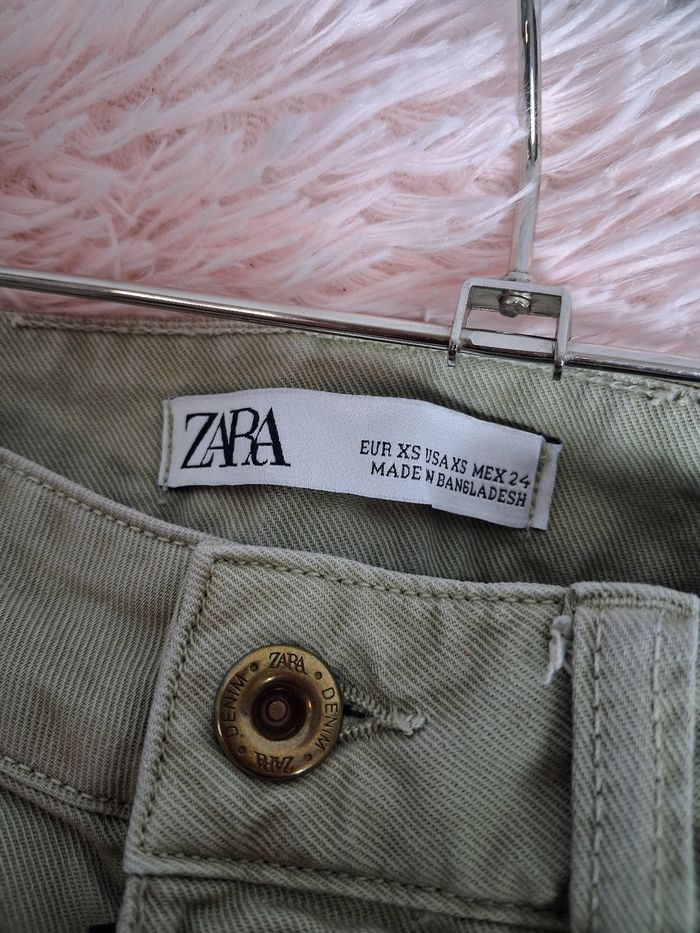 ZARA
EUR XS USA XS MEX 24
MADE IN BANGLADESH
ZARA
DENIM
ZARA
DENIM